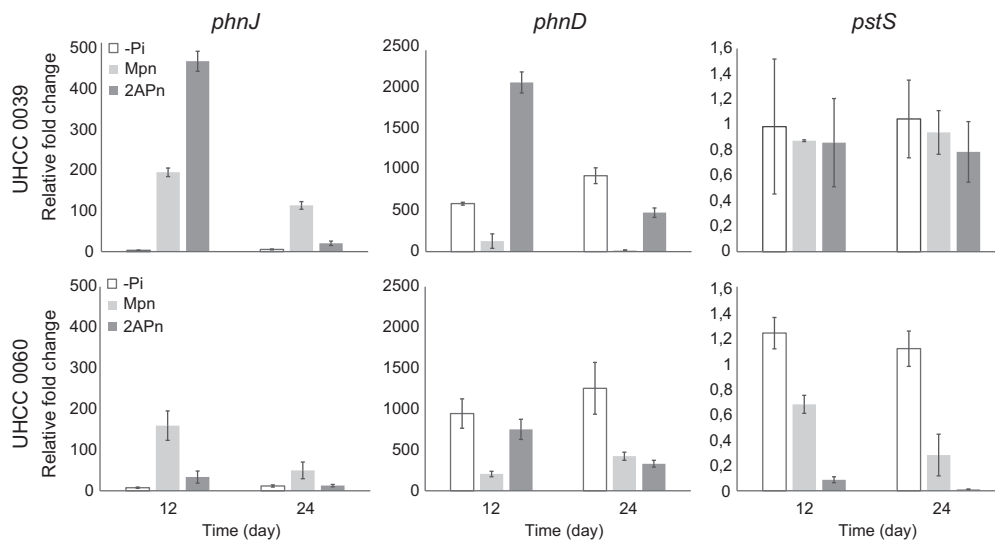 phnJ
phnD
pstS
UHCC 0039
Relative fold change
500
400
300
200
100
0
-Pi
Mpn
2APn
2500
2000
1500
1000
500
0
1,6
1,4
1,2
1
0,8
0,6
0,4
0,2
0
UHCC 0060
Relative fold change
500
400
300
200
100
0
-Pi
Mpn
2APn
2500
2000
1500
1000
500
0
1,6
1,4
1,2
1
0,8
0,6
0,4
0,2
0
12 24
12 24
12 24
Time (day)
Time (day)
Time (day)